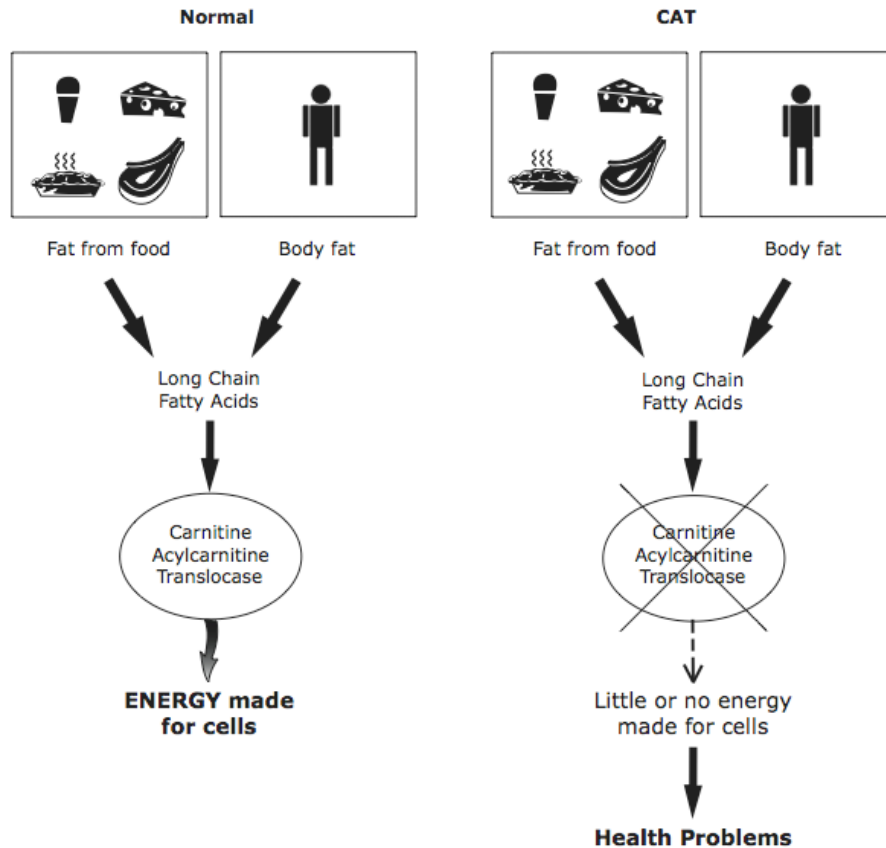 Normal
Fat from food
Body fat
Long Chain
Fatty Acids
Carnitine
Acylcarnitine
Translocase
ENERGY made
for cells
CAT
Fat from food
Body fat
Long Chain
Fatty Acids
Carnitine
Acylcarnitine
Translocase
Little or no energy
made for cells
Health Problems